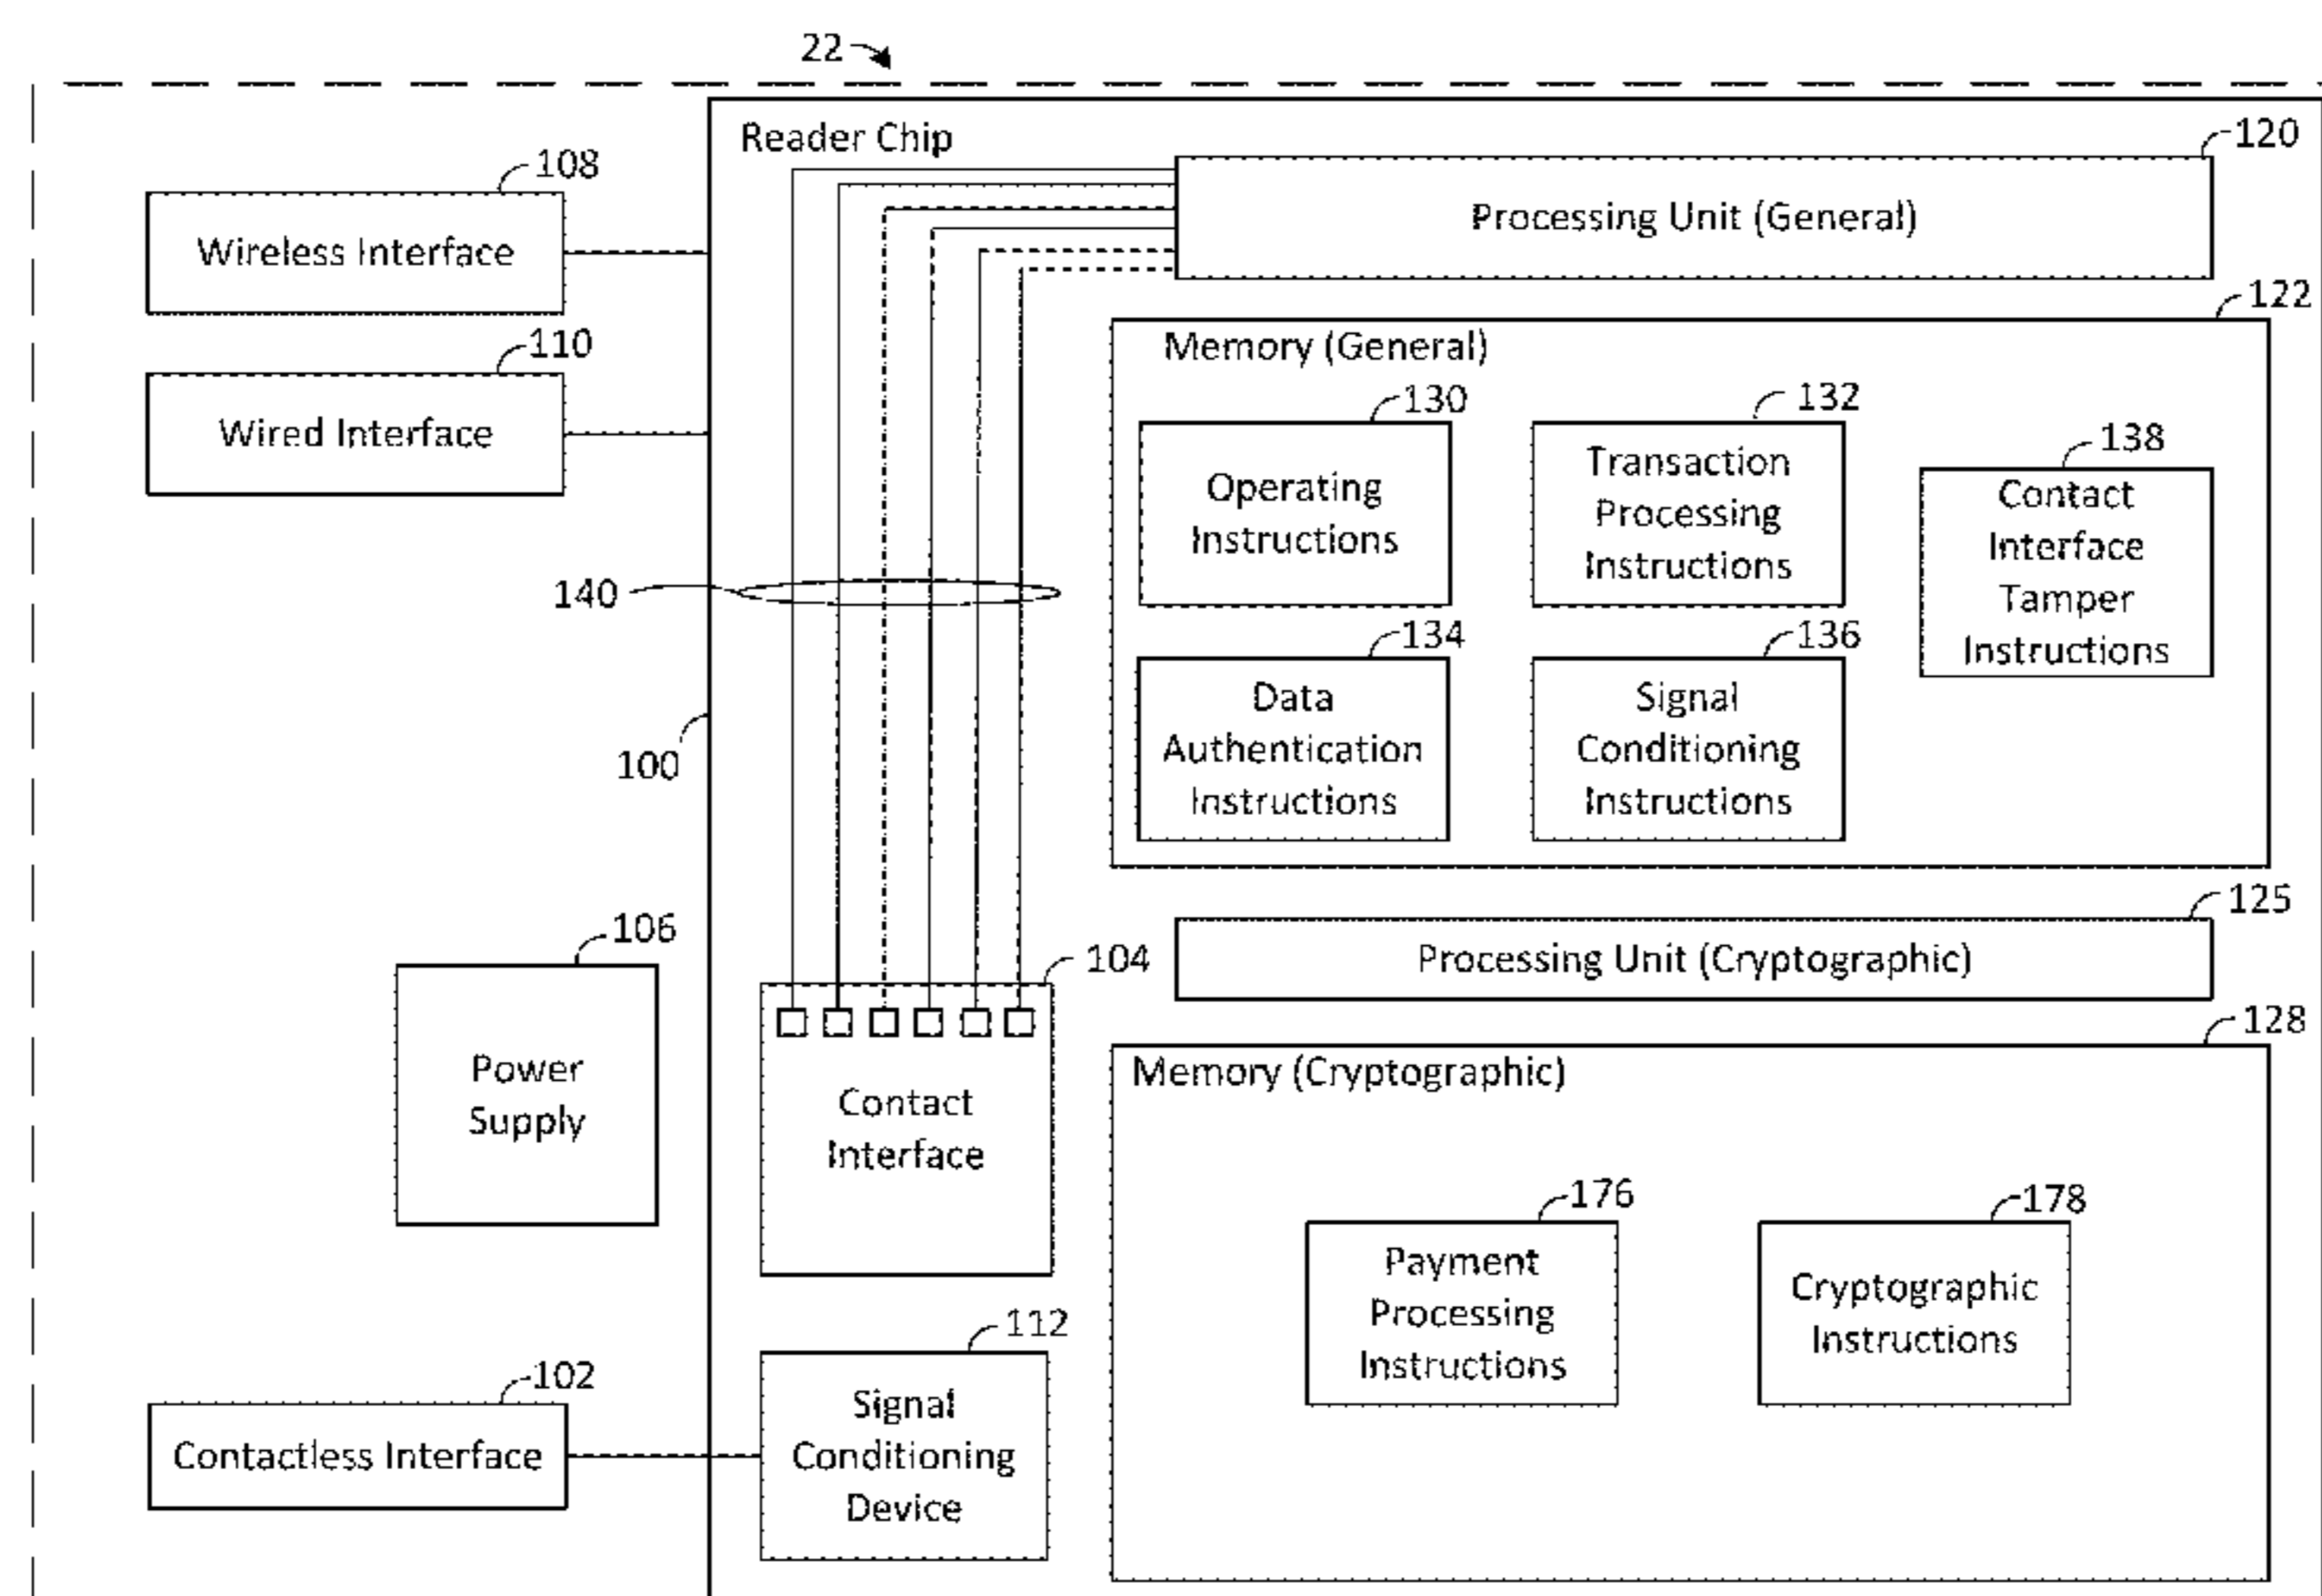 22
Reader Chip
120
108
Processing Unit (General)
Wireless Interface
122
110
Memory (General)
Wired Interface
130
132
138
Operating
Instructions
Transaction
Processing
Instructions
Contact
Interface
Tamper
Instructions
140
134
136
Data
Authentication
Instructions
Signal
Conditioning
Instructions
100
125
106
104
Processing Unit (Cryptographic)
128
Power
Supply
Contact
Interface
Memory (Cryptographic)
176
178
Payment
Processing
Instructions
Cryptographic
Instructions
112
102
Signal
Conditioning
Device
Contactless Interface